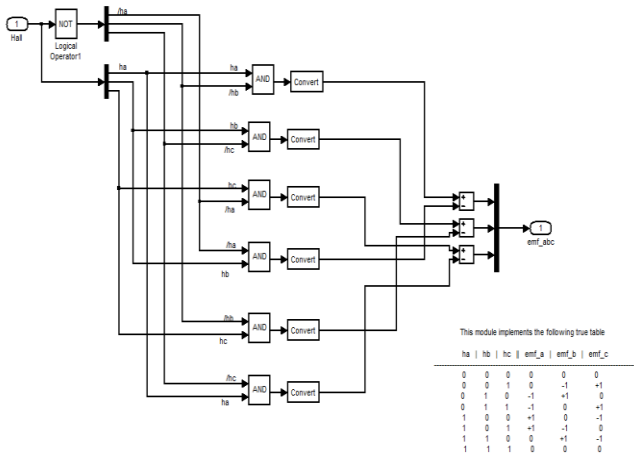 1
Hall
NOT
Logical
Operator1
/ha
ha
ha
/hb
AND
Convert
hb
/hc
AND
Convert
hc
/ha
AND
Convert
/ha
hb
AND
Convert
/hb
hc
AND
Convert
/hc
ha
AND
Convert
+
−
+
−
+
−
1
emf_abc
This module implements the following true table
ha | hb | hc || emf_a | emf_b | emf_c
0 0 0 0 0 0
0 0 1 0 -1 +1
0 1 0 -1 +1 0
0 1 1 -1 0 +1
1 0 0 +1 0 -1
1 0 1 +1 -1 0
1 1 0 0 +1 -1
1 1 1 0 0 0